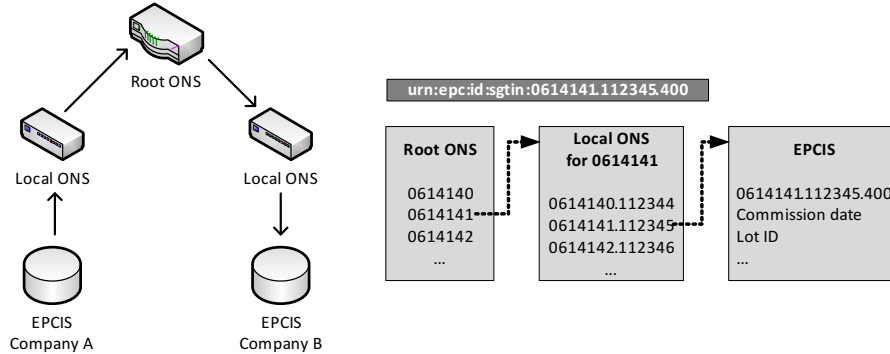 Root ONS
Local ONS
Local ONS
EPCIS
Company A
EPCIS
Company B
urn:epc:id:sgtin:0614141.112345.400
Root ONS
0614140
0614141
0614142
...
Local ONS
for 0614141
0614140.112344
0614141.112345
0614142.112346
...
EPCIS
0614141.112345.400
Commission date
Lot ID
...